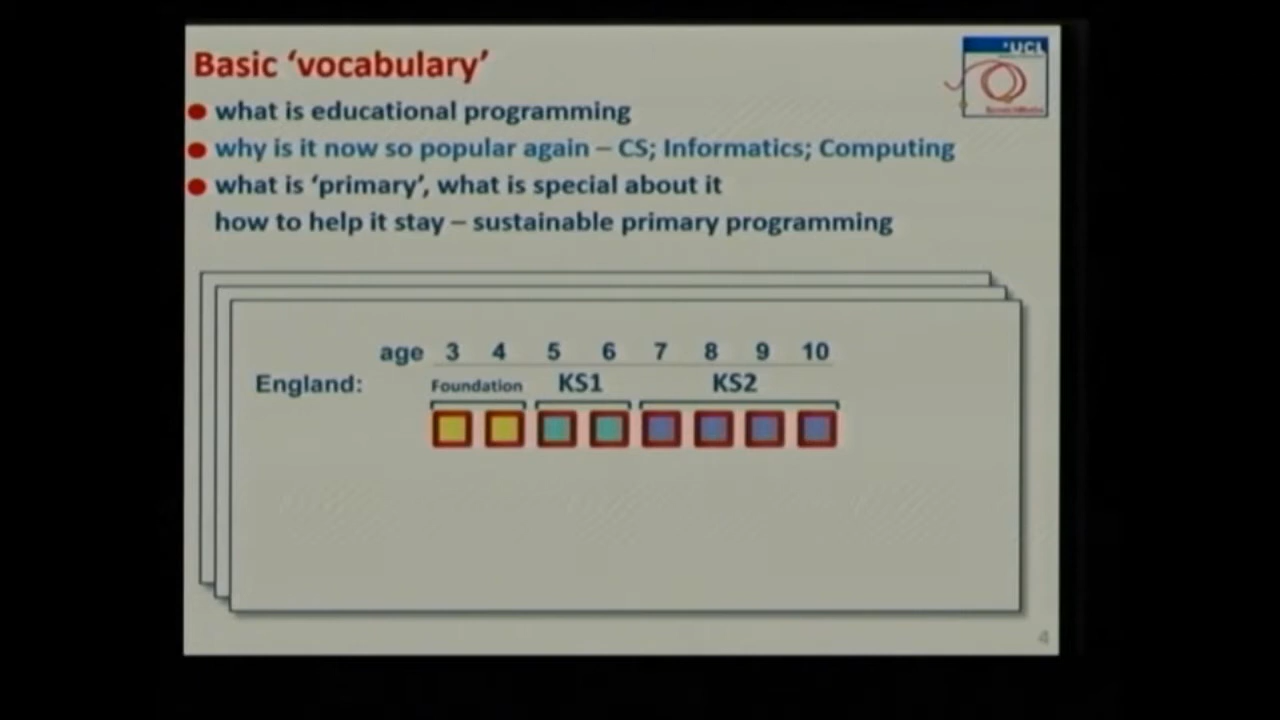 Basic ‘vocabulary’
what is educational programming
why is it now so popular again – CS; Informatics; Computing
what is ‘primary’, what is special about it
how to help it stay – sustainable primary programming
UCL
age 3 4 5 6 7 8 9 10
England: Foundation KS1 KS2
4